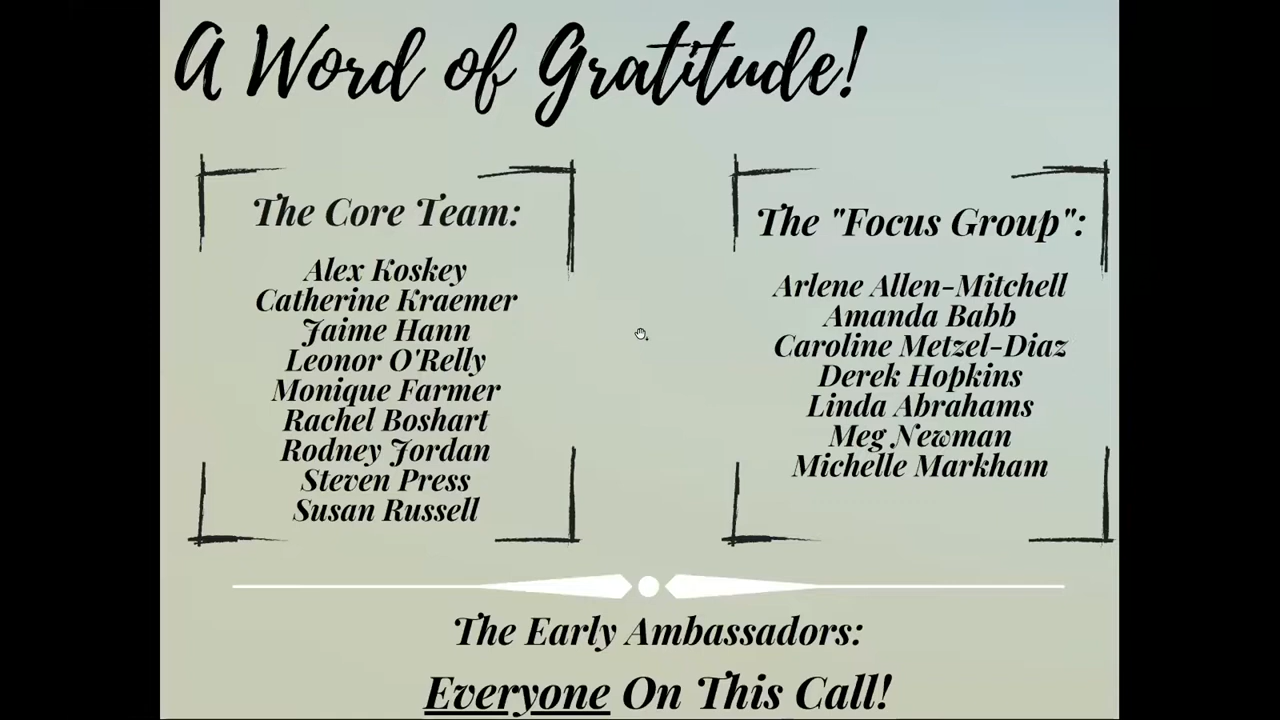 A Word of Gratitude!
The Core Team:
Alex Koskey
Catherine Kraemer
Jaime Hann
Leonor O'Relly
Monique Farmer
Rachel Boshart
Rodney Jordan
Steven Press
Susan Russell
The "Focus Group":
Arlene Allen-Mitchell
Amanda Babb
Caroline Metzel-Diaz
Derek Hopkins
Linda Abrahams
Meg Newman
Michelle Markham
The Early Ambassadors:
Everyone On This Call!